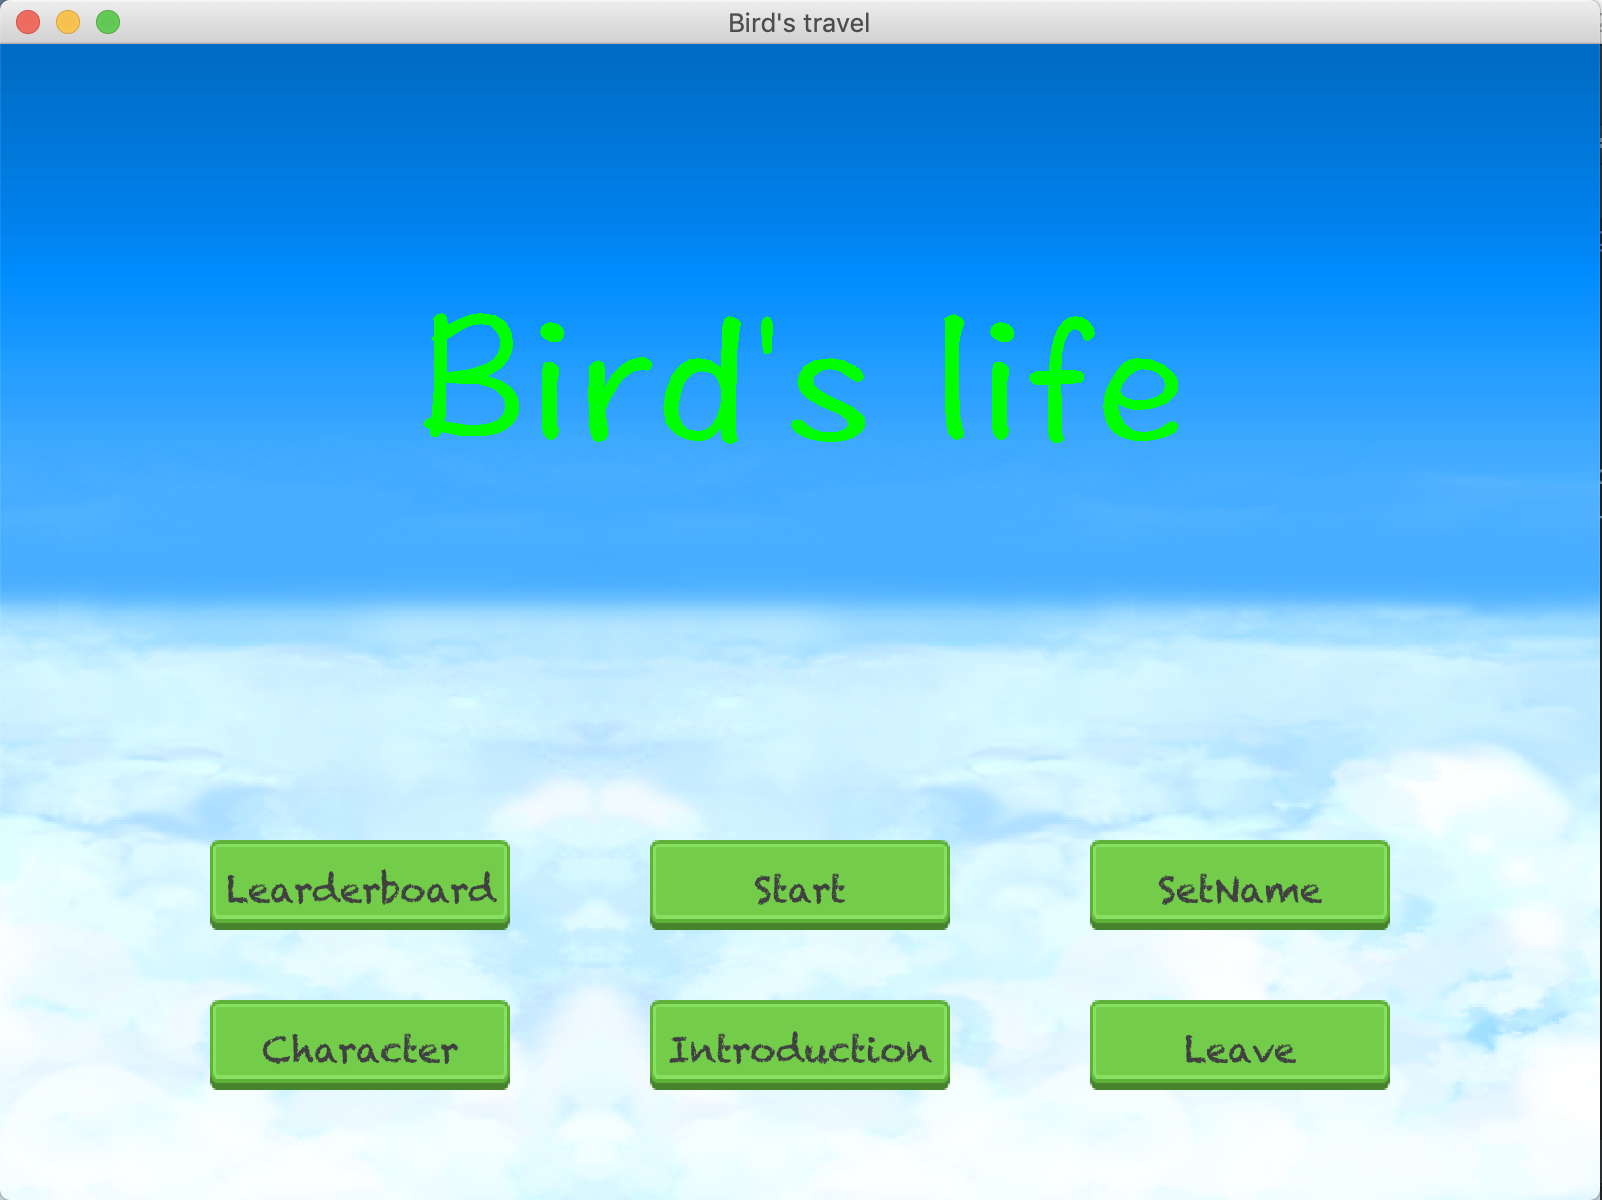 Bird's travel
Bird's life
Learderboard
Start
SetName
Character
Introduction
Leave